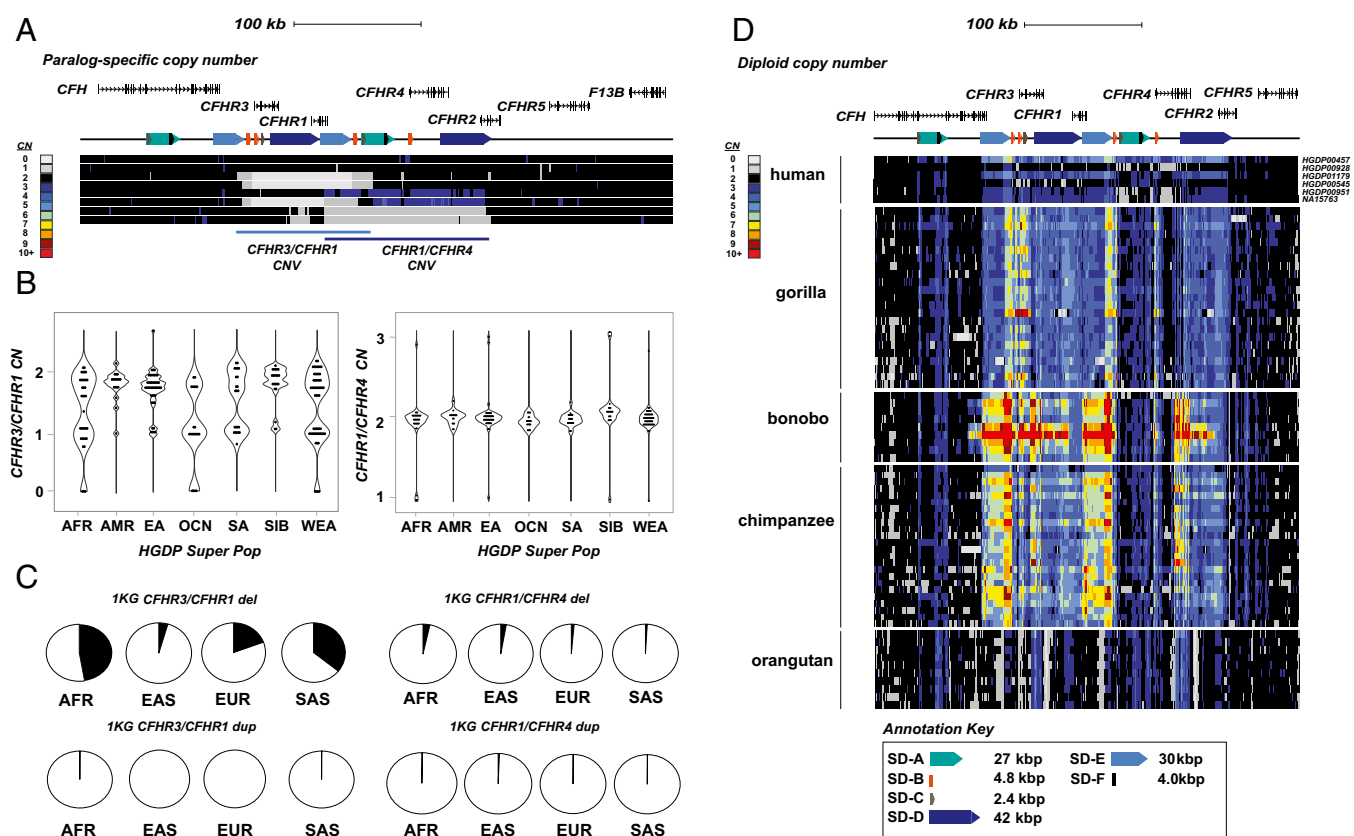 A
100 kb
Paralog-specific copy number
CFH
CFHR3
CFHR1
CFHR4
CFHR2
CFHR5
F13B
CN
0
1
2
3
4
5
6
7
8
9
10+
CFHR3/CFHR1
CNV
CFHR1/CFHR4
CNV
B
CFHR3/CFHR1 CN
2
1
0
AFR AMR EA OCN SA SIB WEA
HGDP Super Pop
CFHR1/CFHR4 CN
3
2
1
AFR AMR EA OCN SA SIB WEA
HGDP Super Pop
C
1KG CFHR3/CFHR1 del
AFR EAS EUR SAS
1KG CFHR1/CFHR4 del
AFR EAS EUR SAS
1KG CFHR3/CFHR1 dup
AFR EAS EUR SAS
1KG CFHR1/CFHR4 dup
AFR EAS EUR SAS
D
100 kb
Diploid copy number
CFH
CFHR3
CFHR1
CFHR4
CFHR2
CFHR5
CN
0
1
2
3
4
5
6
7
8
9
10+
human
HGDP00457
HGDP00928
HGDP01179
HGDP00545
HGDP00951
NA15763
gorilla
bonobo
chimpanzee
orangutan
Annotation Key
SD-A 27 kbp
SD-B 4.8 kbp
SD-C 2.4 kbp
SD-D 42 kbp
SD-E 30kbp
SD-F 4.0kbp